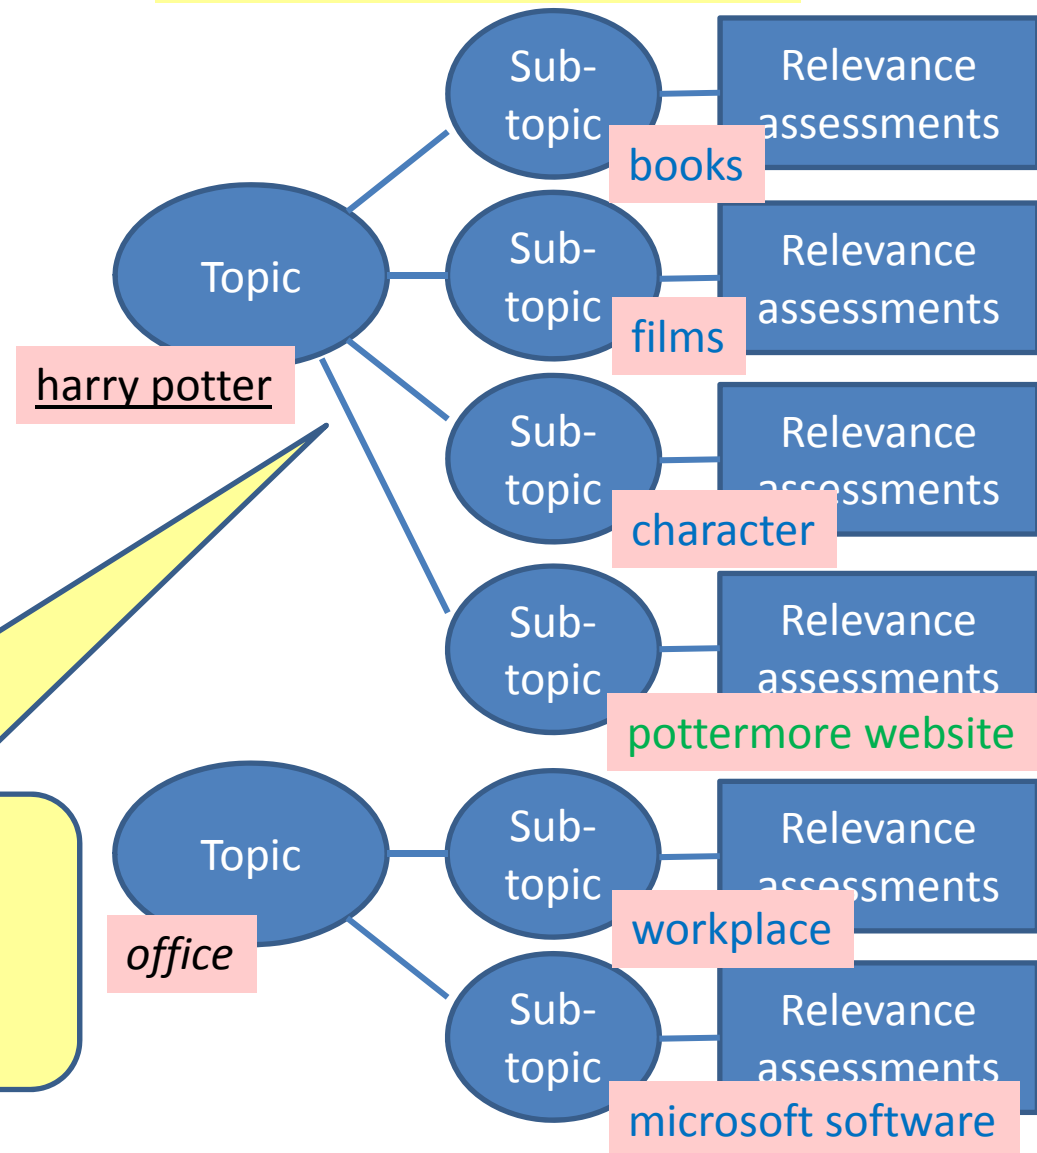 Sub-
topic
Relevance
assessments
books
Topic
harry potter
Sub-
topic
Relevance
assessments
films
Sub-
topic
Relevance
assessments
character
Sub-
topic
Relevance
assessments
pottermore website
Topic
office
Sub-
topic
Relevance
assessments
workplace
Sub-
topic
Relevance
assessments
microsoft software